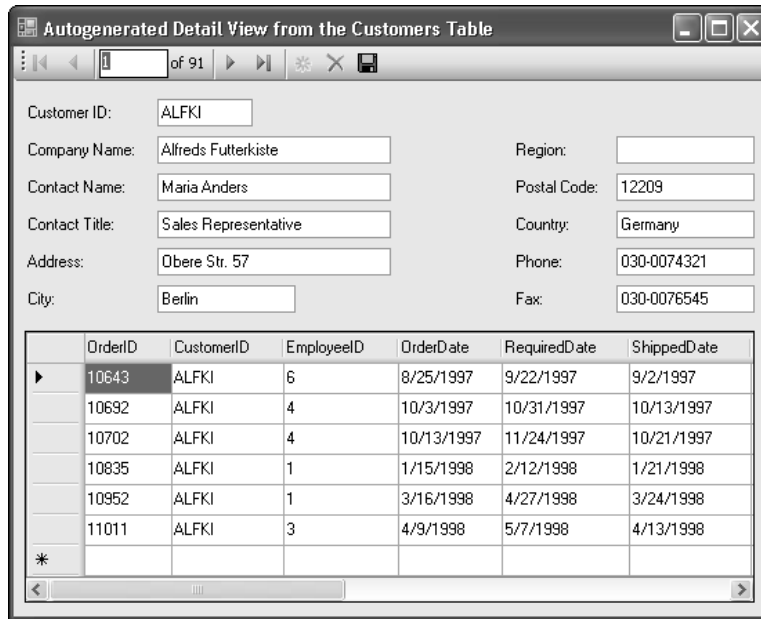 Autogenerated Detail View from the Customers Table
1 of 91
Customer ID: ALFKI
Company Name: Alfreds Futterkiste Region:
Contact Name: Maria Anders Postal Code: 12209
Contact Title: Sales Representative Country: Germany
Address: Obere Str. 57 Phone: 030-0074321
City: Berlin Fax: 030-0076545
OrderID CustomerID EmployeeID OrderDate RequiredDate ShippedDate
10643 ALFKI 6 8/25/1997 9/22/1997 9/2/1997
10692 ALFKI 4 10/3/1997 10/31/1997 10/13/1997
10702 ALFKI 4 10/13/1997 11/24/1997 10/21/1997
10835 ALFKI 1 1/15/1998 2/12/1998 1/21/1998
10952 ALFKI 1 3/16/1998 4/27/1998 3/24/1998
11011 ALFKI 3 4/9/1998 5/7/1998 4/13/1998